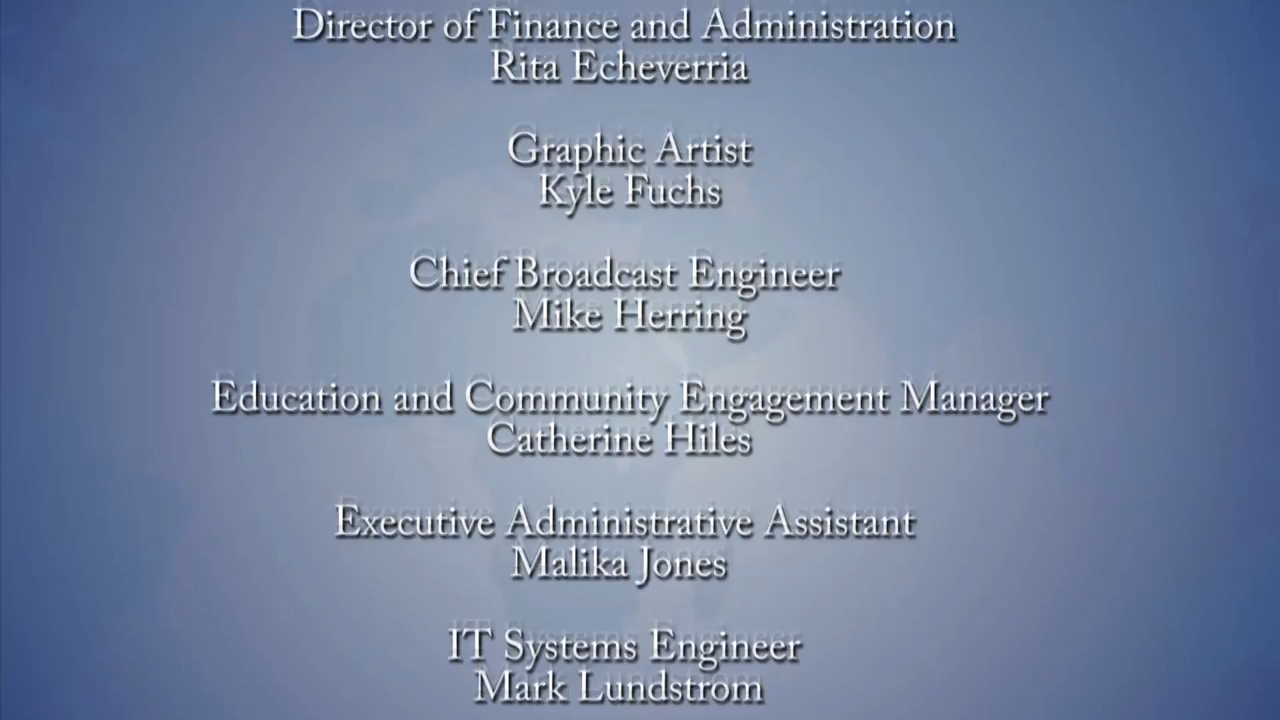 Director of Finance and Administration
Rita Echeverria
Graphic Artist
Kyle Fuchs
Chief Broadcast Engineer
Mike Herring
Education and Community Engagement Manager
Catherine Hiles
Executive Administrative Assistant
Malika Jones
IT Systems Engineer
Mark Lundstrom